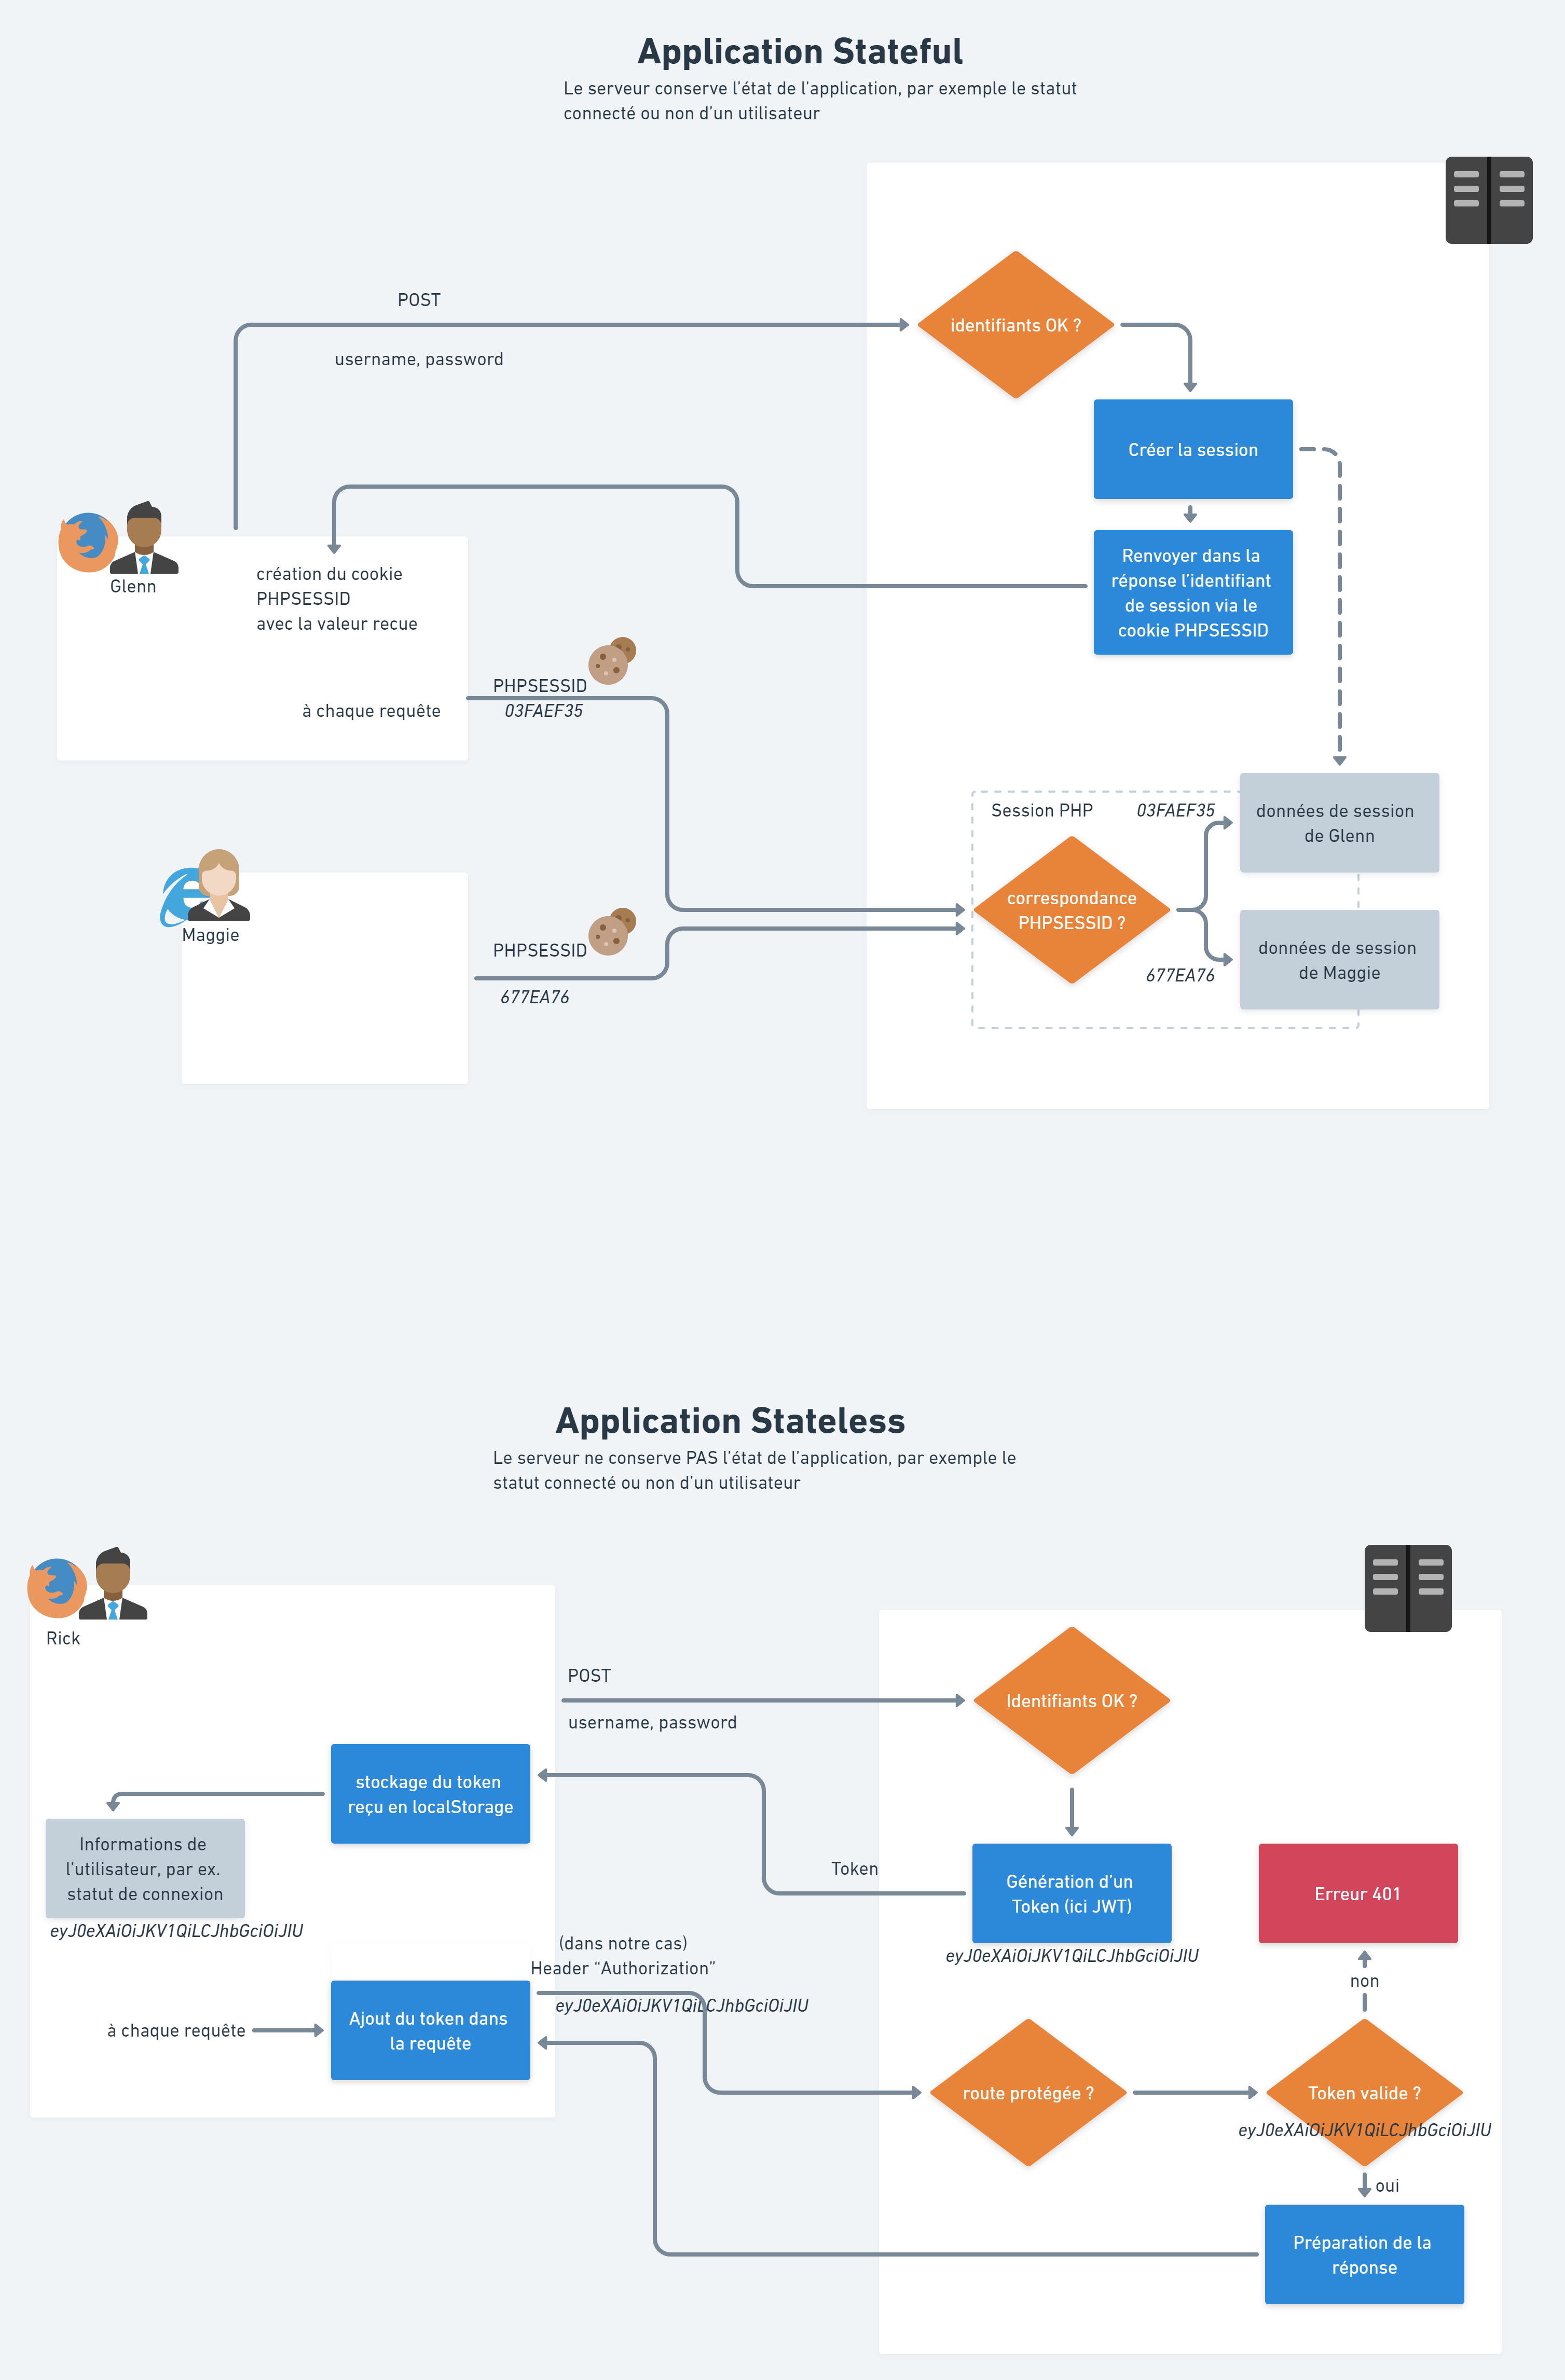 Application Stateful
Le serveur conserve l’état de l’application, par exemple le statut
connecté ou non d’un utilisateur
POST
username, password
identifiants OK ?
Créer la session
Renvoyer dans la
réponse l’identifiant
de session via le
cookie PHPSESSID
Glenn
création du cookie
PHPSESSID
avec la valeur recue
à chaque requête
PHPSESSID
03FAEF35
Session PHP
03FAEF35
données de session
de Glenn
correspondance
PHPSESSID ?
Maggie
PHPSESSID
677EA76
677EA76
données de session
de Maggie
Application Stateless
Le serveur ne conserve PAS l’état de l’application, par exemple le
statut connecté ou non d’un utilisateur
Rick
POST
username, password
Identifiants OK ?
stockage du token
reçu en localStorage
Informations de
l’utilisateur, par ex.
statut de connexion
eyJ0eXAiOiJKV1QiLCJhbGciOiJIU
Token
Génération d’un
Token (ici JWT)
eyJ0eXAiOiJKV1QiLCJhbGciOiJIU
Erreur 401
non
(dans notre cas)
Header “Authorization”
eyJ0eXAiOiJKV1QiLCJhbGciOiJIU
à chaque requête
Ajout du token dans
la requête
route protégée ?
Token valide ?
eyJ0eXAiOiJKV1QiLCJhbGciOiJIU
oui
Préparation de la
réponse